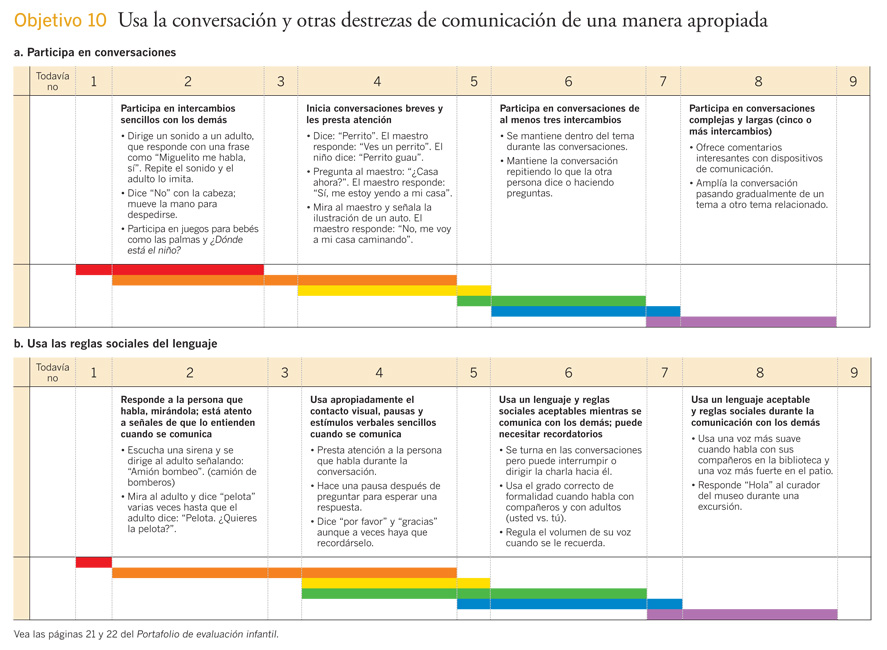 Objetivo 10 Usa la conversación y otras destrezas de comunicación de una manera apropiada
a. Participa en conversaciones
Todavía
no
1
2
3
4
5
6
7
8
9
Participa en intercambios
sencillos con los demás
• Dirige un sonido a un adulto,
que responde con una frase
como “Miguelito me habla,
sí”. Repite el sonido y el
adulto lo imita.
• Dice “No” con la cabeza;
mueve la mano para
despedirse.
• Participa en juegos para bebés
como las palmas y ¿Dónde
está el niño?
Inicia conversaciones breves y
les presta atención
• Dice: “Perrito”. El maestro
responde: “Ves un perrito”. El
niño dice: “Perrito guau”.
• Pregunta al maestro: “¿Casa
ahora?”. El maestro responde:
“Sí, me estoy yendo a mi casa”.
• Mira al maestro y señala la
ilustración de un auto. El
maestro responde: “No, me voy
a mi casa caminando”.
Participa en conversaciones de
al menos tres intercambios
• Se mantiene dentro del tema
durante las conversaciones.
• Mantiene la conversación
repitiendo lo que la otra
persona dice o haciendo
preguntas.
Participa en conversaciones
complejas y largas (cinco o
más intercambios)
• Ofrece comentarios
interesantes con dispositivos
de comunicación.
• Amplía la conversación
pasando gradualmente de un
tema a otro tema relacionado.
b. Usa las reglas sociales del lenguaje
Todavía
no
1
2
3
4
5
6
7
8
9
Responde a la persona que
habla, mirándola; está atento
a señales de que lo entienden
cuando se comunica
• Escucha una sirena y se
dirige al adulto señalando:
“Amión bombeo”. (camión de
bomberos)
• Mira al adulto y dice “pelota”
varias veces hasta que el
adulto dice: “Pelota. ¿Quieres
la pelota?”.
Usa apropiadamente el
contacto visual, pausas y
estímulos verbales sencillos
cuando se comunica
• Presta atención a la persona
que habla durante la
conversación.
• Hace una pausa después de
preguntar para esperar una
respuesta.
• Dice “por favor” y “gracias”
aunque a veces haya que
recordárselo.
Usa un lenguaje y reglas
sociales aceptables mientras se
comunica con los demás; puede
necesitar recordatorios
• Se turna en las conversaciones
pero puede interrumpir o
dirigir la charla hacia él.
• Usa el grado correcto de
formalidad cuando habla con
compañeros y con adultos
(usted vs. tú).
• Regula el volumen de su voz
cuando se le recuerda.
Usa un lenguaje aceptable
y reglas sociales durante la
comunicación con los demás
• Usa una voz más suave
cuando habla con sus
compañeros en la biblioteca y
una voz más fuerte en el patio.
• Responde “Hola” al curador
del museo durante una
excursión.
Vea las páginas 21 y 22 del Portafolio de evaluación infantil.